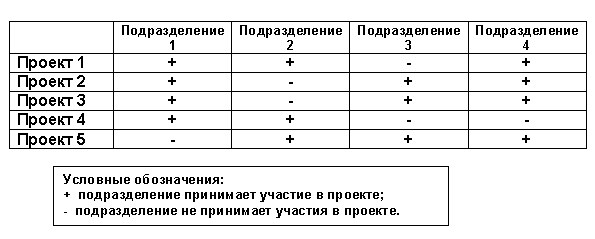 Подразделение 1 Подразделение 2 Подразделение 3 Подразделение 4
Проект 1 + + - +
Проект 2 + - + +
Проект 3 + - + +
Проект 4 + + - -
Проект 5 - + + +
Условные обозначения:
+ подразделение принимает участие в проекте;
- подразделение не принимает участия в проекте.